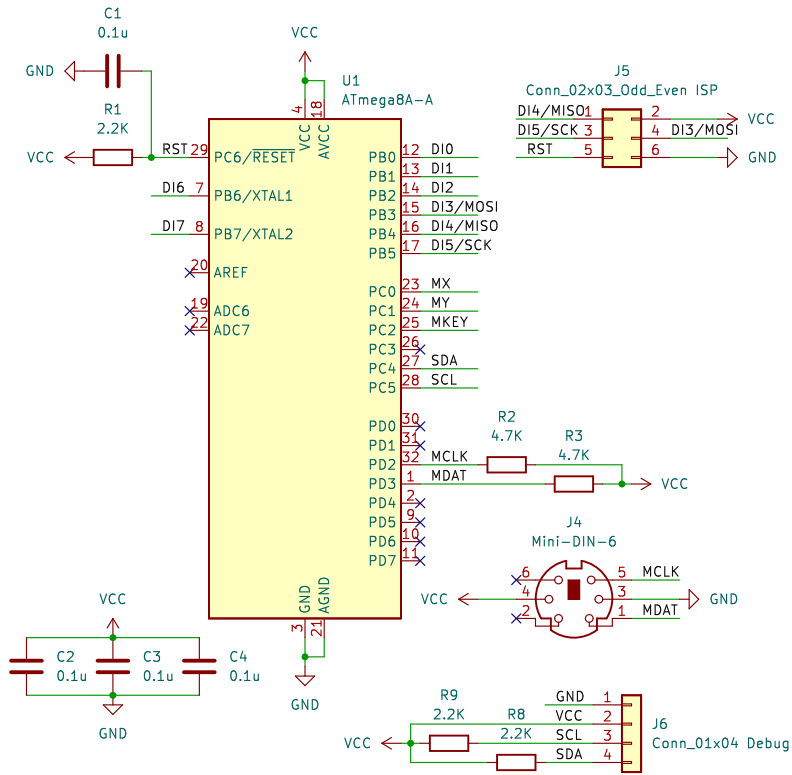 C1
0.1u
GND
R1
2.2K
VCC
RST
29
DI6
7
DI7
8
20
19
22
VCC
4
18
VCC
AVCC
U1
ATmega8A-A
PC6/RESET
PB6/XTAL1
PB7/XTAL2
AREF
ADC6
ADC7
PB0 12 DI0
PB1 13 DI1
PB2 14 DI2
PB3 15 DI3/MOSI
PB4 16 DI4/MISO
PB5 17 DI5/SCK
PC0 23 MX
PC1 24 MY
PC2 25 MKEY
PC3 26
PC4 27 SDA
PC5 28 SCL
PD0 30
PD1 31
PD2 32 MCLK
PD3 1 MDAT
PD4 2
PD5 9
PD6 10
PD7 11
GND
AGND
3
21
GND
J5
Conn_02x03_Odd_Even ISP
DI4/MISO 1 2 VCC
DI5/SCK 3 4 DI3/MOSI
RST 5 6 GND
R2
4.7K
R3
4.7K
VCC
J4
Mini-DIN-6
6 5 MCLK
VCC 4 3 GND
2 1 MDAT
VCC
C2
0.1u
C3
0.1u
C4
0.1u
GND
R9
2.2K
R8
2.2K
VCC
GND 1
VCC 2
SCL 3
SDA 4
J6
Conn_01x04 Debug